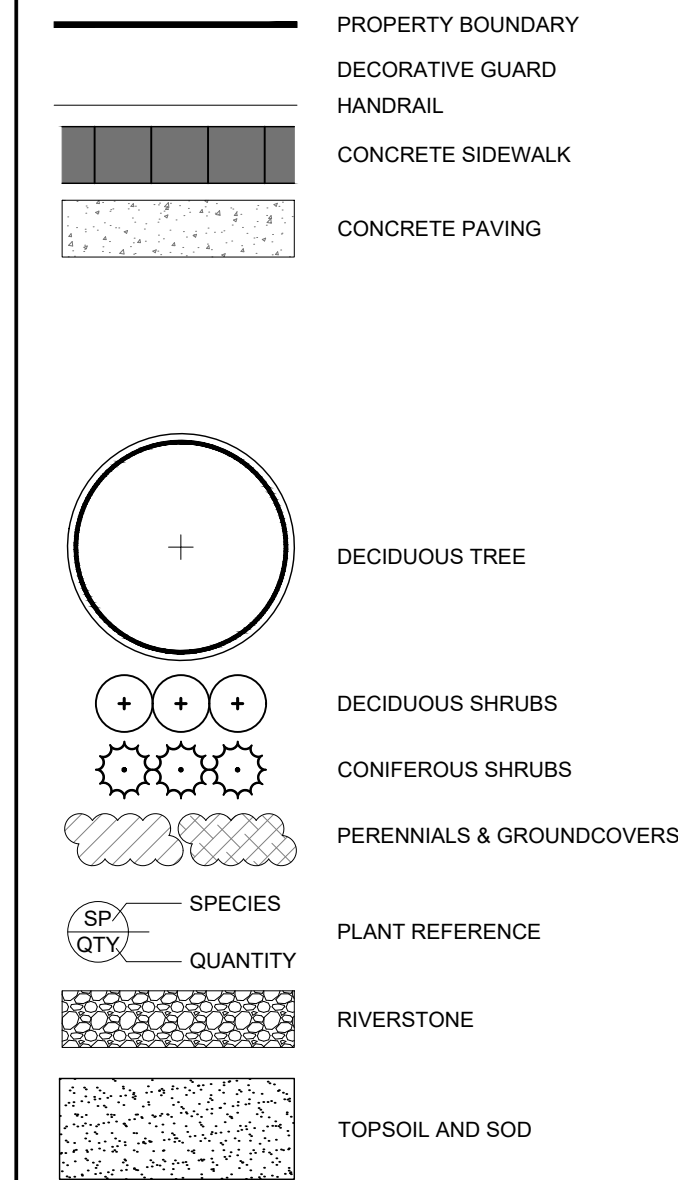 PROPERTY BOUNDARY
DECORATIVE GUARD
HANDRAIL
CONCRETE SIDEWALK
CONCRETE PAVING
DECIDUOUS TREE
DECIDUOUS SHRUBS
CONIFEROUS SHRUBS
PERENNIALS & GROUNDCOVERS
SP
QTY
SPECIES
QUANTITY
PLANT REFERENCE
RIVERSTONE
TOPSOIL AND SOD